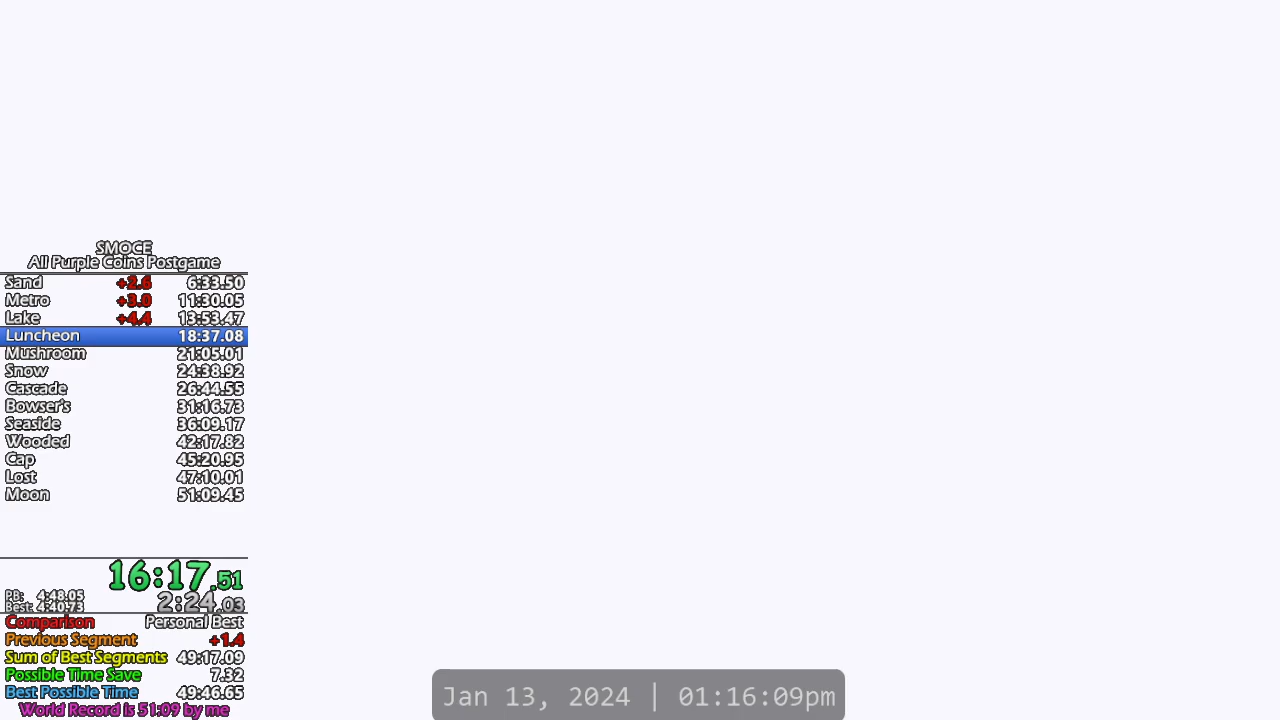 SMOCE
All Purple Coins Postgame
Sand +2.6 6:33.50
Metro +3.0 11:30.05
Lake +4.4 13:53.47
Luncheon 18:37.08
Mushroom 21:05.01
Snow 24:38.92
Cascade 26:44.55
Bowser's 31:16.73
Seaside 36:09.17
Wooded 42:17.82
Cap 45:20.95
Lost 47:10.01
Moon 51:09.45
16:17.51
PB: 4:48.05
Best: 4:40.73
2:24.03
Comparison Personal Best
Previous Segment +1.4
Sum of Best Segments 49:17.09
Possible Time Save 7.32
Best Possible Time 49:46.65
World Record is 51:09 by me
Jan 13, 2024 | 01:16:09pm